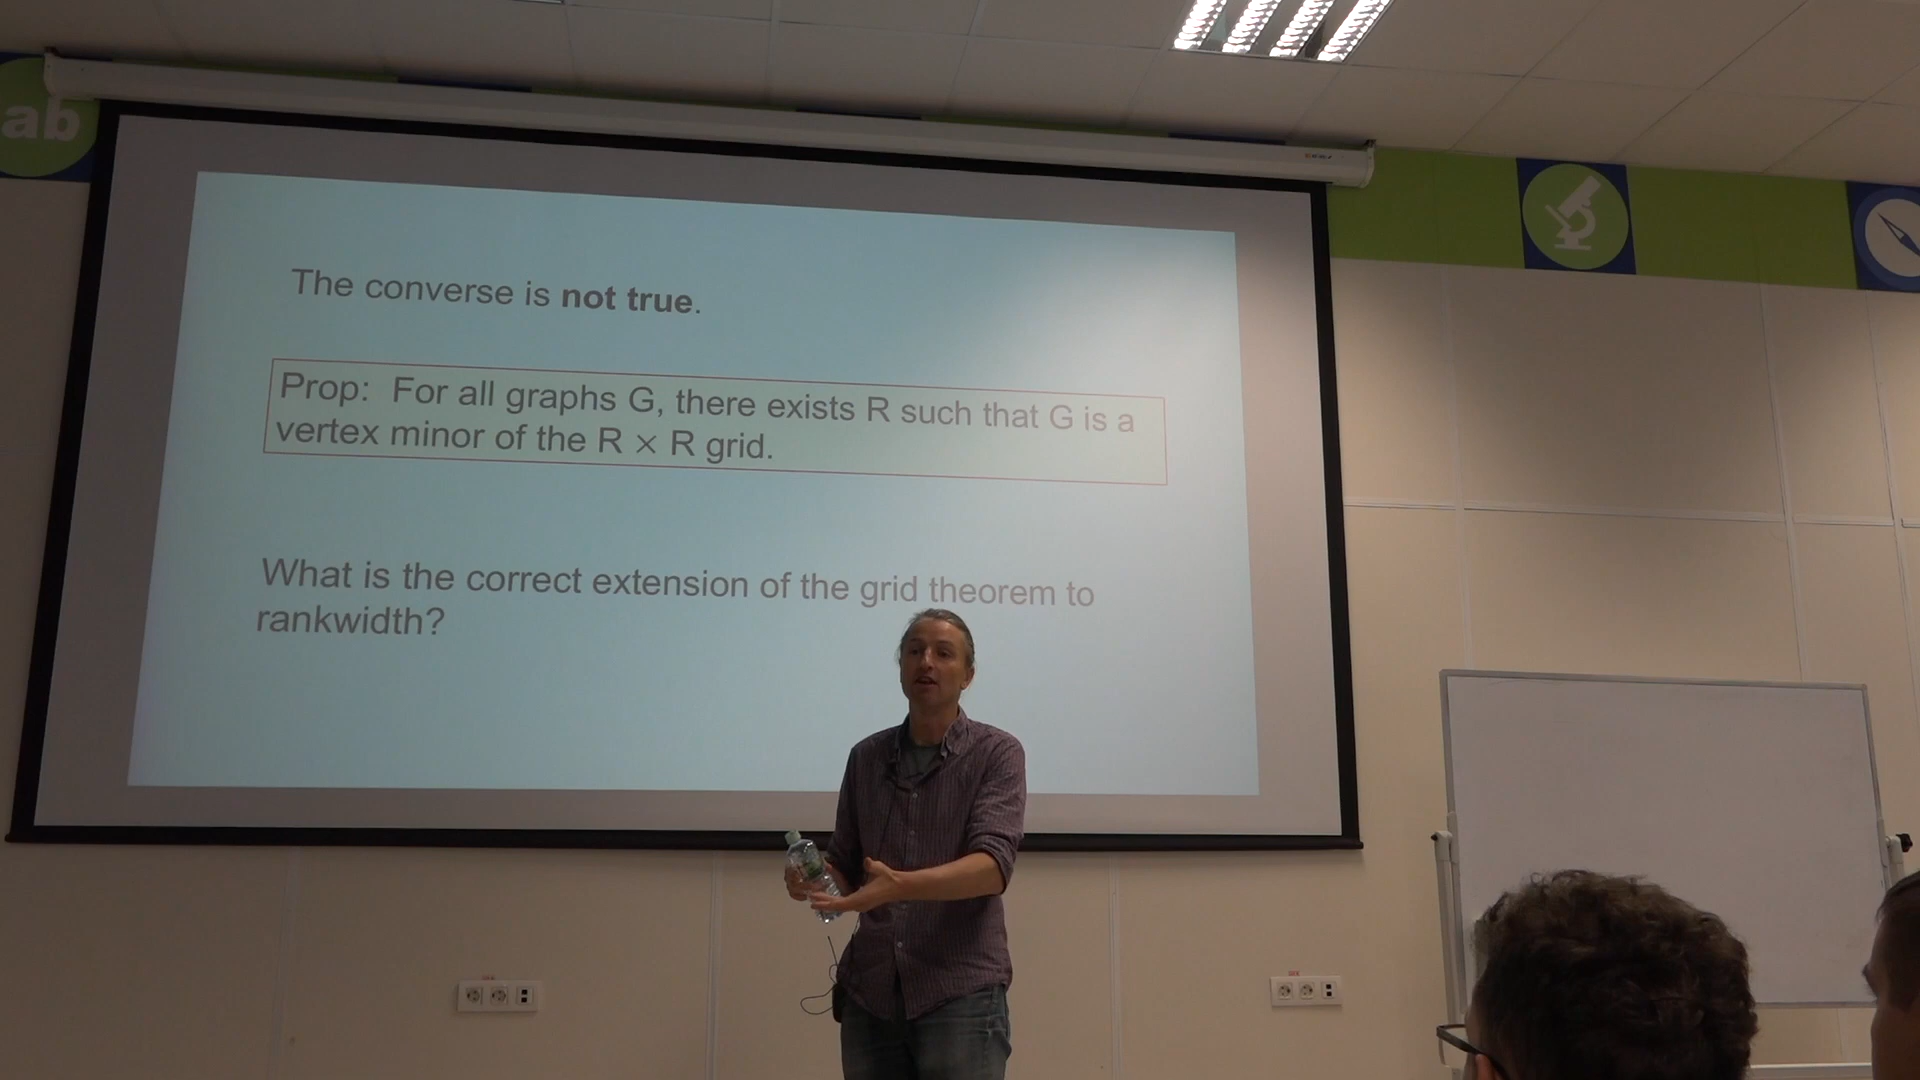 ab
The converse is not true.
Prop: For all graphs G, there exists R such that G is a
vertex minor of the R × R grid.
What is the correct extension of the grid theorem to
rankwidth?